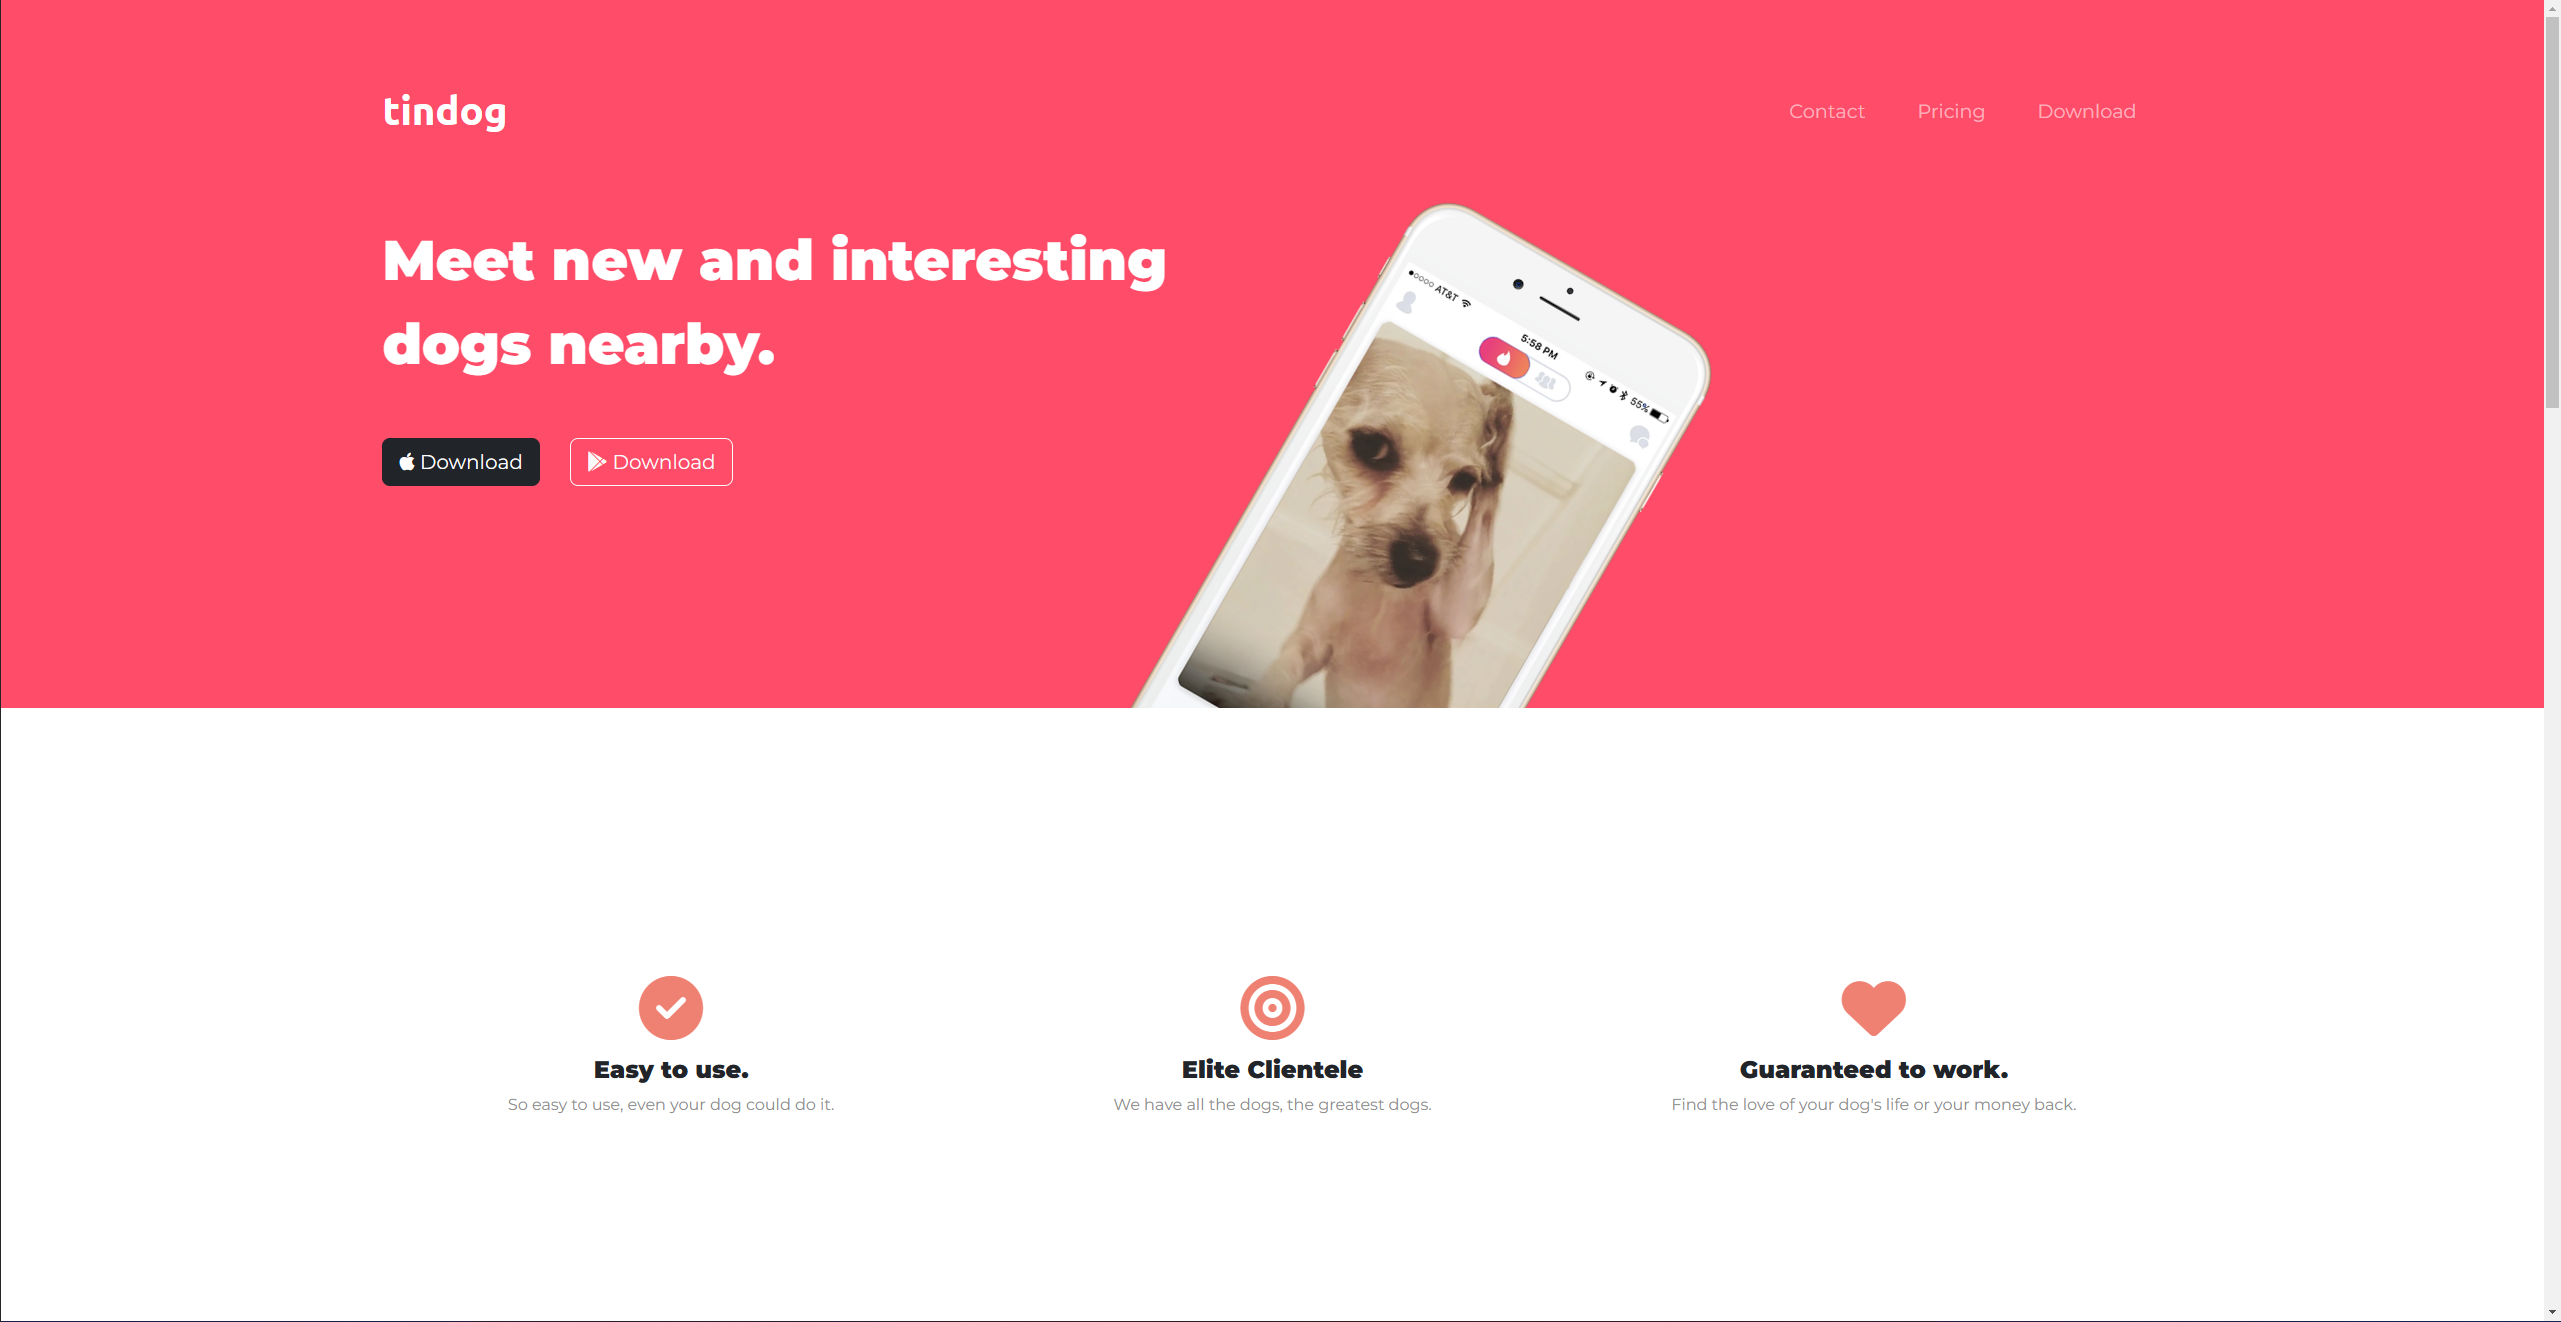 tindog
Contact Pricing Download
Meet new and interesting
dogs nearby.
Download Download
AT&T
5:58 PM
55%
Easy to use. Elite Clientele Guaranteed to work.
So easy to use, even your dog could do it. We have all the dogs, the greatest dogs. Find the love of your dog's life or your money back.